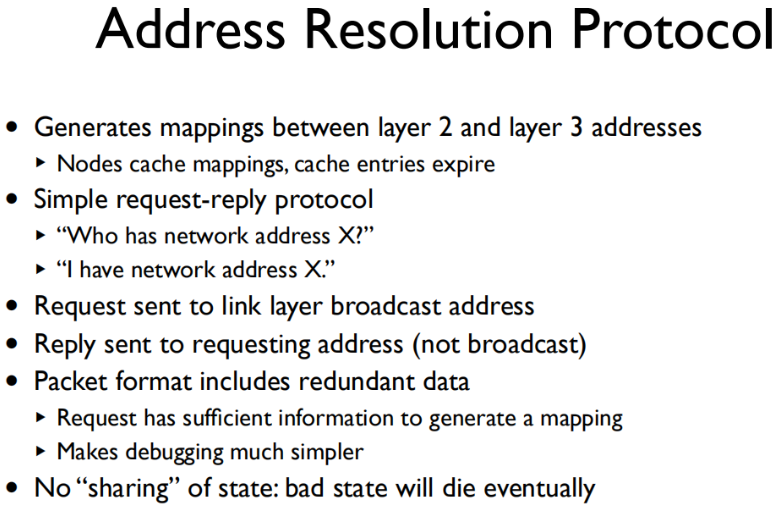 Address Resolution Protocol
• Generates mappings between layer 2 and layer 3 addresses
‣ Nodes cache mappings, cache entries expire
• Simple request-reply protocol
‣ “Who has network address X?”
‣ “I have network address X.”
• Request sent to link layer broadcast address
• Reply sent to requesting address (not broadcast)
• Packet format includes redundant data
‣ Request has sufficient information to generate a mapping
‣ Makes debugging much simpler
• No “sharing” of state: bad state will die eventually